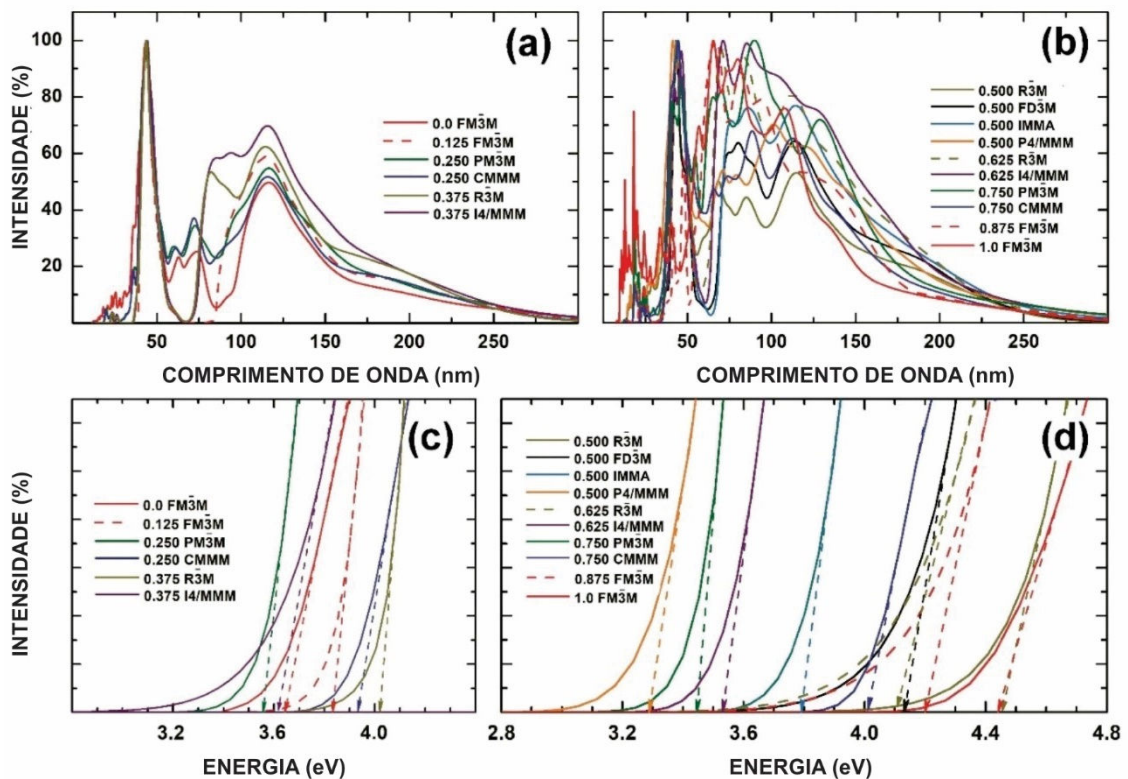 (a)
(b)
INTENSIDADE (%)
100
80
60
40
20
0.0 FM3̄M
0.125 FM3̄M
0.250 PM3̄M
0.250 CMMM
0.375 R3̄M
0.375 I4/MMM
50
100
150
200
250
COMPRIMENTO DE ONDA (nm)
100
80
60
40
20
0.500 R3̄M
0.500 FD3̄M
0.500 IMMA
0.500 P4/MMM
0.625 R3̄M
0.625 I4/MMM
0.750 PM3̄M
0.750 CMMM
0.875 FM3̄M
1.0 FM3̄M
50
100
150
200
250
COMPRIMENTO DE ONDA (nm)
(c)
(d)
INTENSIDADE (%)
0.0 FM3̄M
0.125 FM3̄M
0.250 PM3̄M
0.250 CMMM
0.375 R3̄M
0.375 I4/MMM
3.2
3.6
4.0
ENERGIA (eV)
0.500 R3̄M
0.500 FD3̄M
0.500 IMMA
0.500 P4/MMM
0.625 R3̄M
0.625 I4/MMM
0.750 PM3̄M
0.750 CMMM
0.875 FM3̄M
1.0 FM3̄M
2.8
3.2
3.6
4.0
4.4
4.8
ENERGIA (eV)